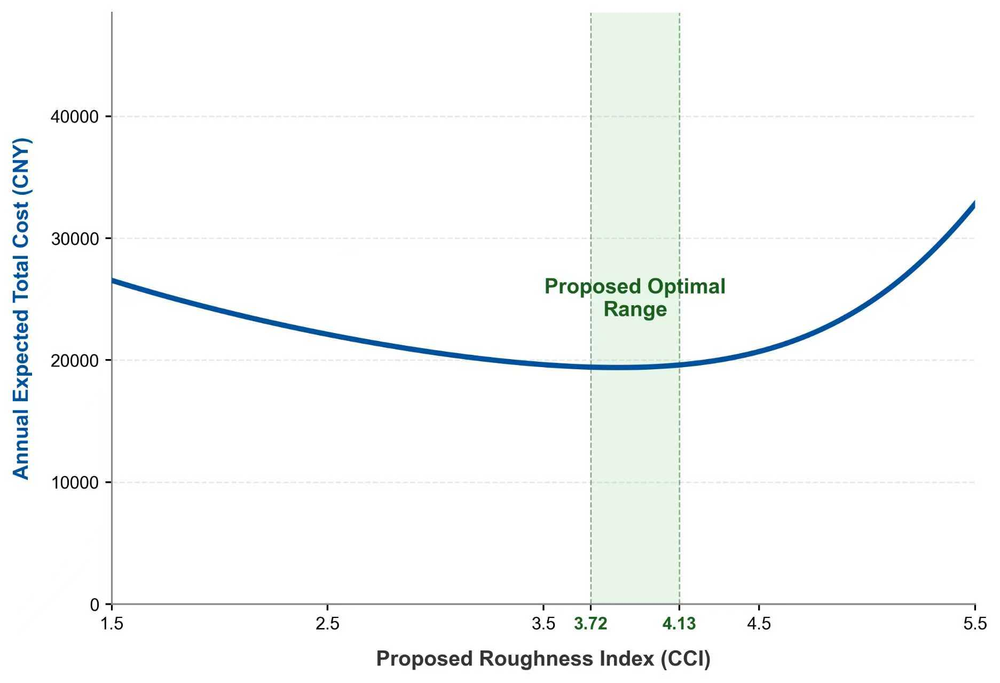 Annual Expected Total Cost (CNY)
40000
30000
20000
10000
0
Proposed Optimal
Range
1.5 2.5 3.5 3.72 4.13 4.5 5.5
Proposed Roughness Index (CCI)